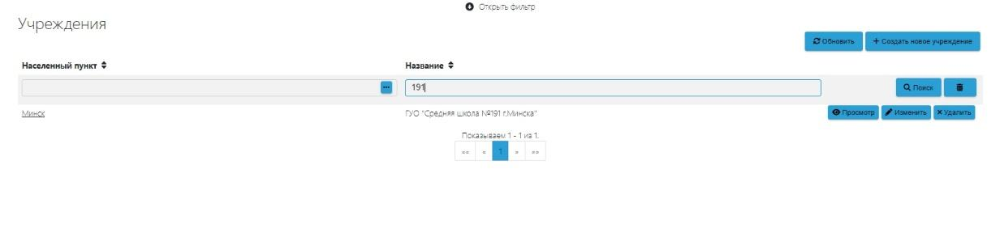 Открыть фильтр
Учреждения
Обновить
+ Создать новое учреждение
Населенный пункт
Название
191
Поиск
Минск
ГУО "Средняя школа №191 г.Минска"
Просмотр
Изменить
× Удалить
Показываем 1 - 1 из 1.
«« « 1 » »»